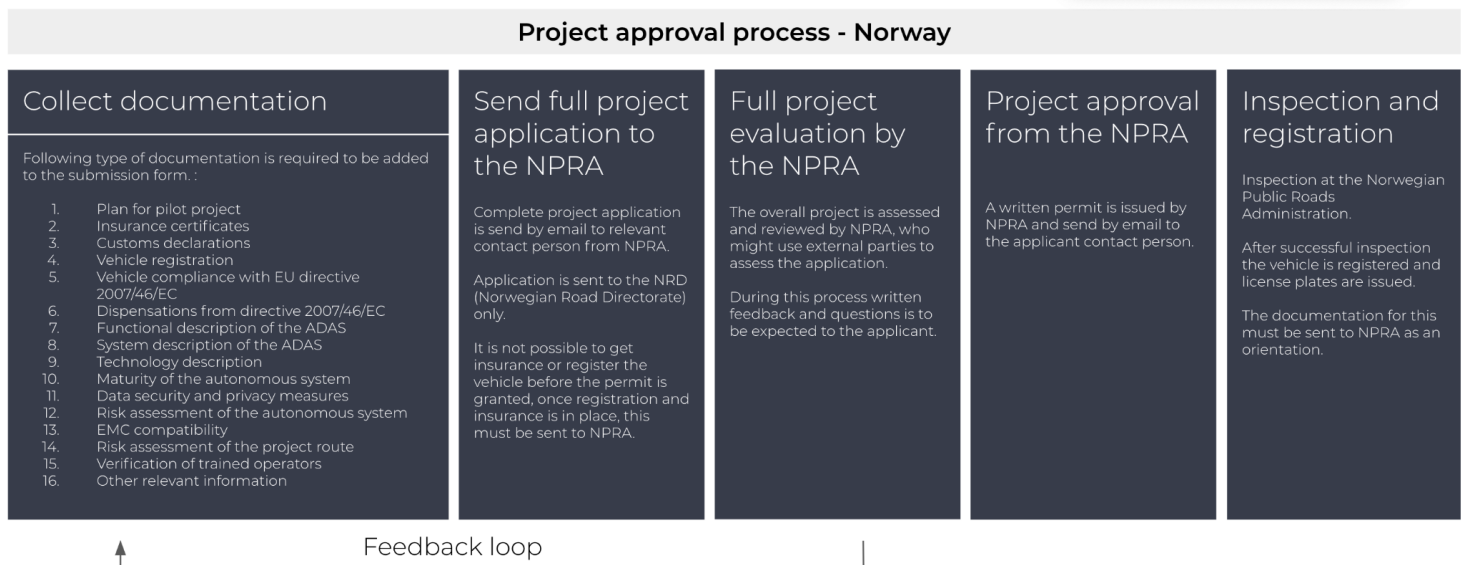 Project approval process - Norway
Collect documentation
Following type of documentation is required to be added
to the submission form. :
1. Plan for pilot project
2. Insurance certificates
3. Customs declarations
4. Vehicle registration
5. Vehicle compliance with EU directive
2007/46/EC
6. Dispensations from directive 2007/46/EC
7. Functional description of the ADAS
8. System description of the ADAS
9. Technology description
10. Maturity of the autonomous system
11. Data security and privacy measures
12. Risk assessment of the autonomous system
13. EMC compatibility
14. Risk assessment of the project route
15. Verification of trained operators
16. Other relevant information
Send full project
application to
the NPRA
Complete project application
is send by email to relevant
contact person from NPRA.
Application is sent to the NRD
(Norwegian Road Directorate)
only.
It is not possible to get
insurance or register the
vehicle before the permit is
granted, once registration and
insurance is in place, this
must be sent to NPRA.
Full project
evaluation by
the NPRA
The overall project is assessed
and reviewed by NPRA, who
might use external parties to
assess the application.
During this process written
feedback and questions is to
be expected to the applicant.
Project approval
from the NPRA
A written permit is issued by
NPRA and send by email to
the applicant contact person.
Inspection and
registration
Inspection at the Norwegian
Public Roads
Administration.
After successful inspection
the vehicle is registered and
license plates are issued.
The documentation for this
must be sent to NPRA as an
orientation.
Feedback loop